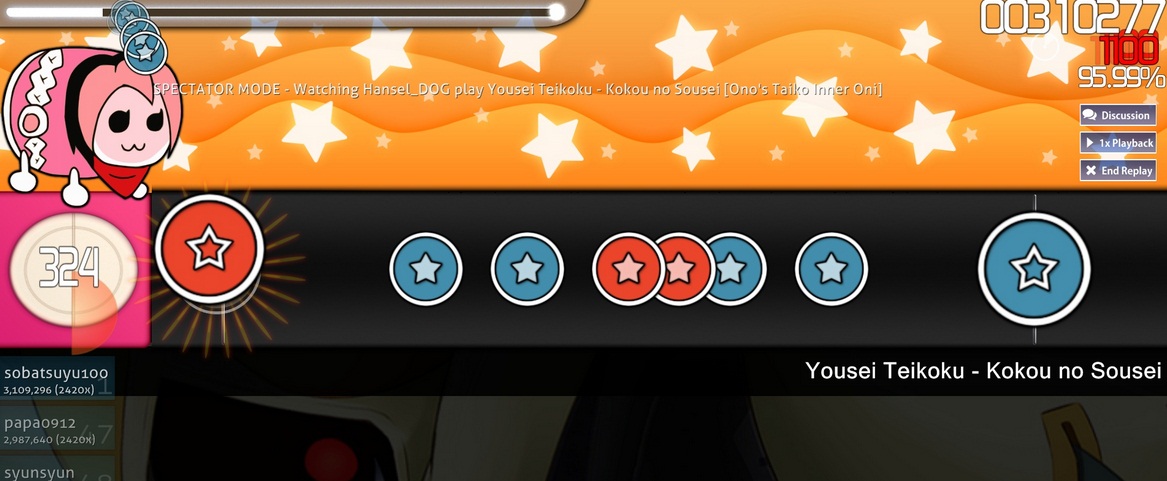 00310277
1100
95.99%
SPECTATOR MODE - Watching Hansel_DOG play Yousei Teikoku - Kokou no Sousei [Ono's Taiko Inner Oni]
Discussion
1x Playback
End Replay
324
Yousei Teikoku - Kokou no Sousei
sobatsuyu100
3,109,296 (2420x)
1
papa0912
2,987,640 (2420x)
47
syunsyun